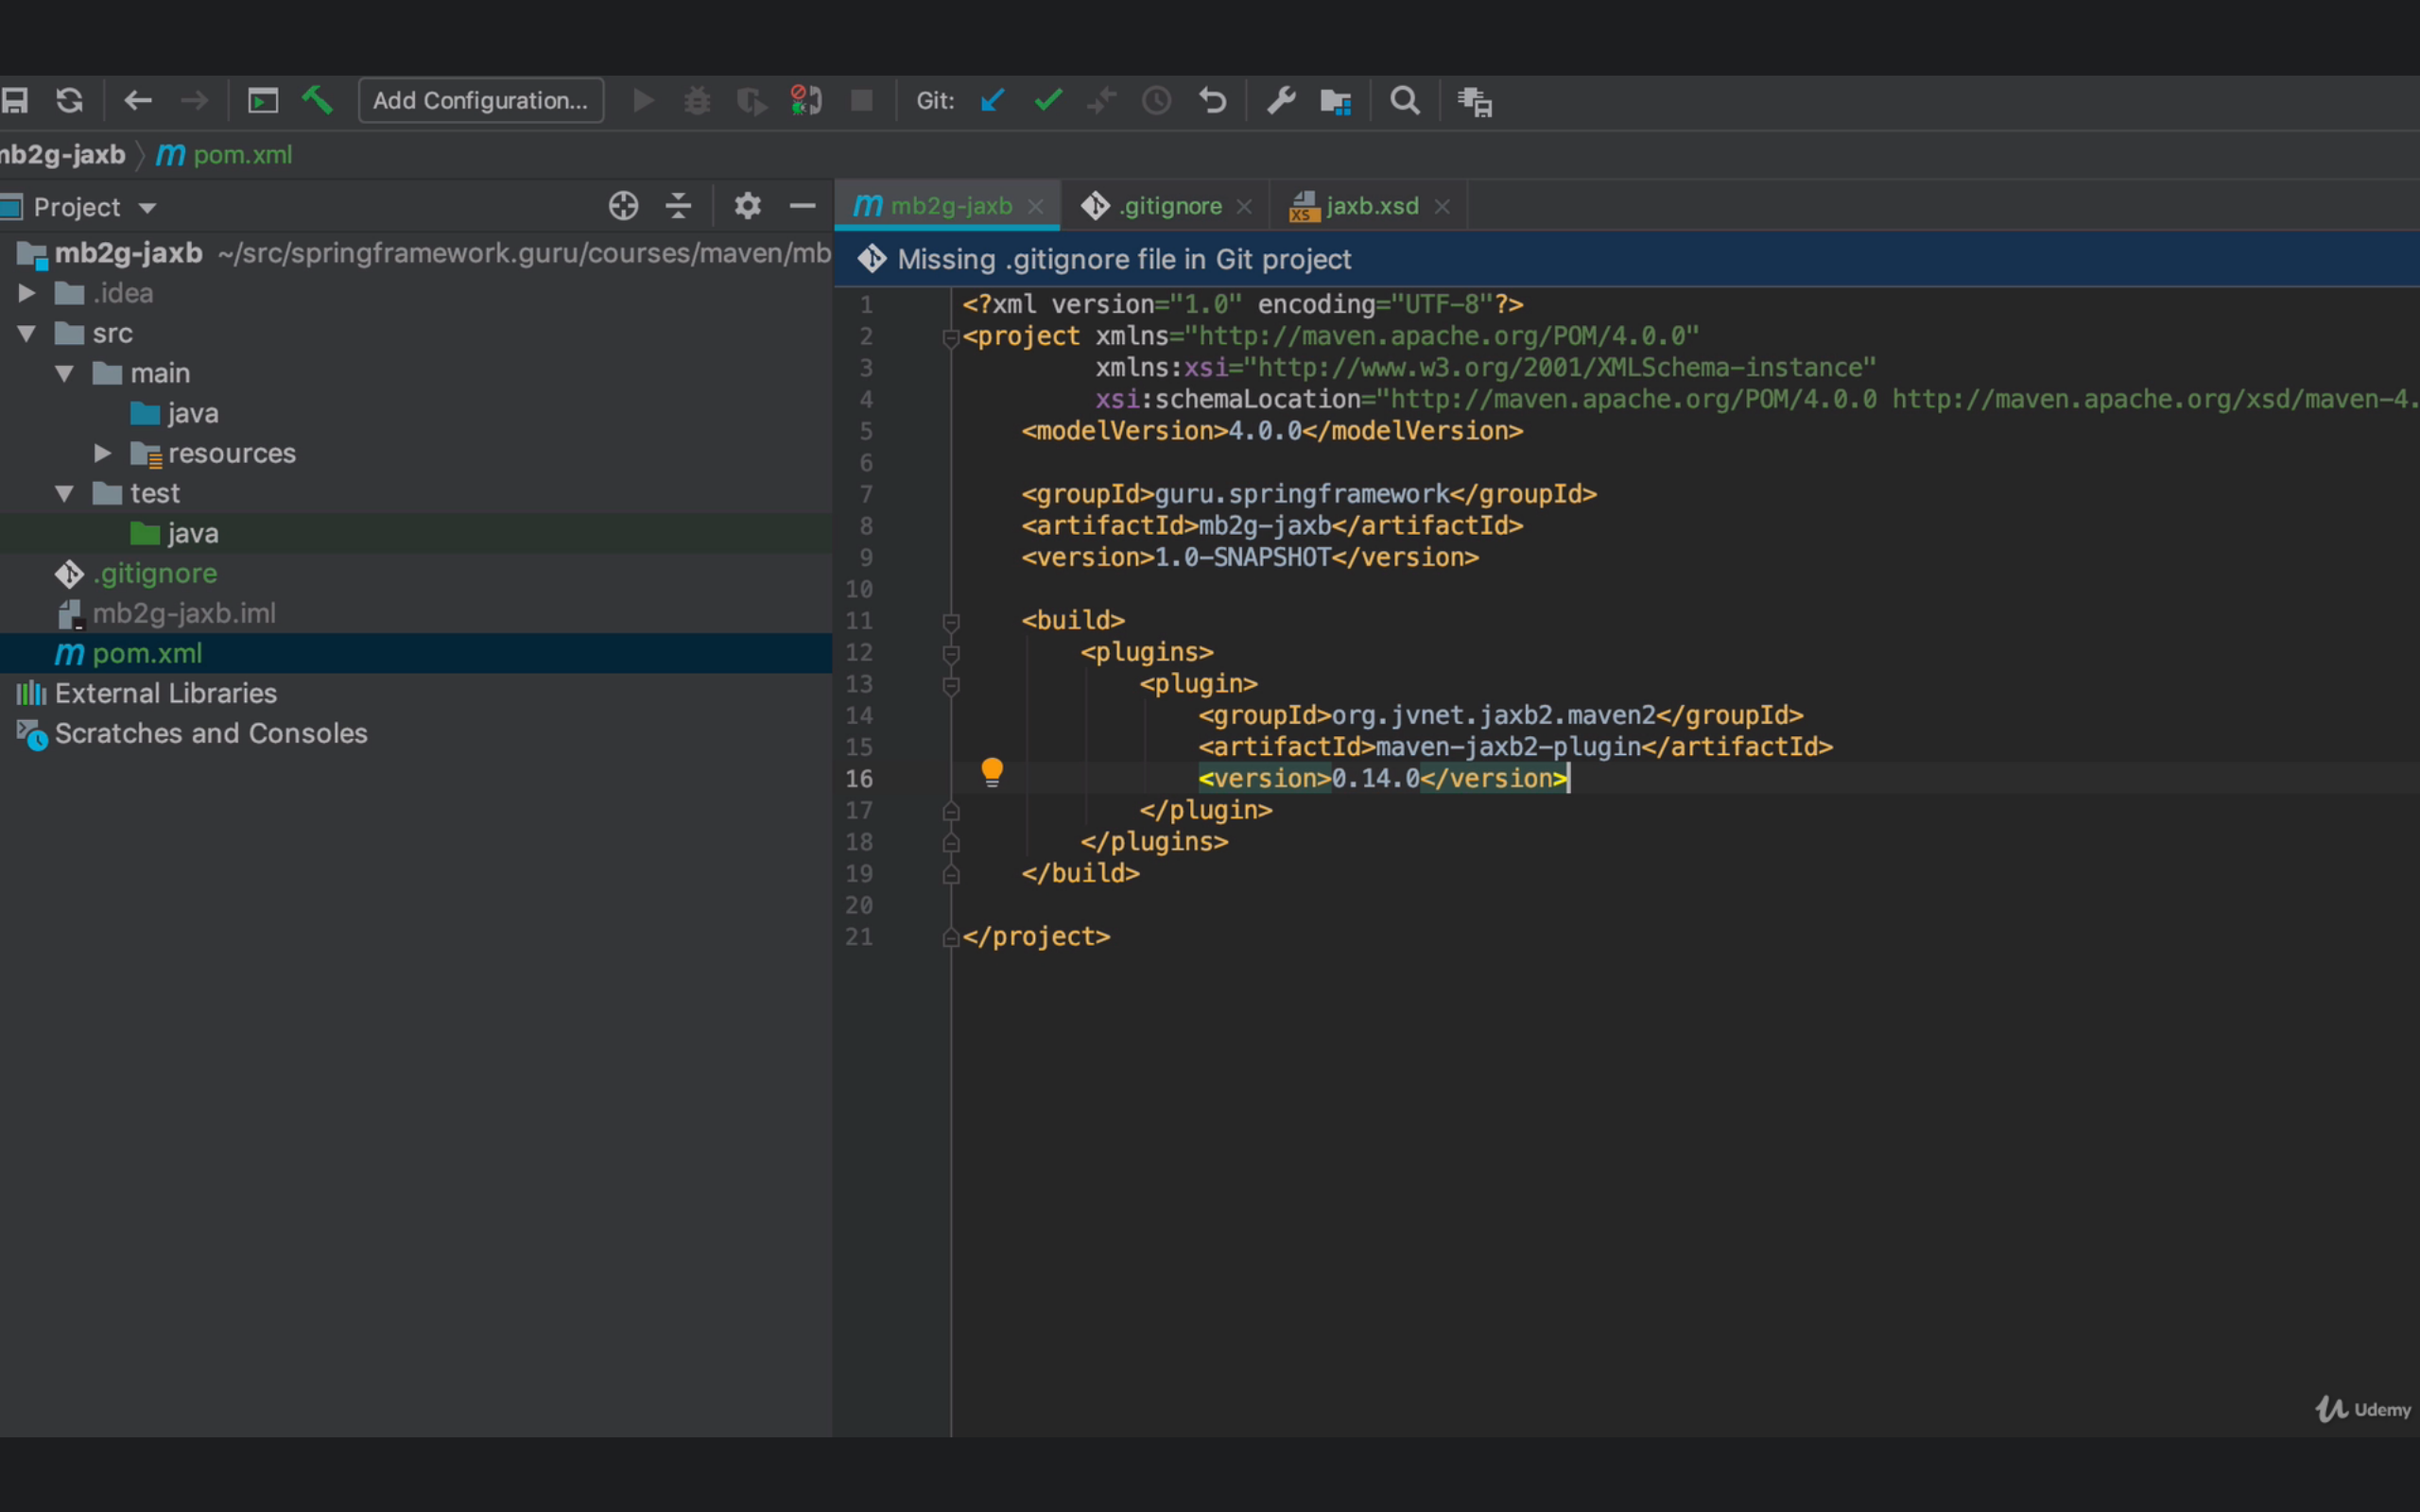 Add Configuration...
Git:
mb2g-jaxb
pom.xml
Project
mb2g-jaxb
.gitignore
jaxb.xsd
mb2g-jaxb ~/src/springframework.guru/courses/maven/mb
Missing .gitignore file in Git project
.idea
src
main
java
resources
test
java
.gitignore
mb2g-jaxb.iml
pom.xml
External Libraries
Scratches and Consoles
1 <?xml version="1.0" encoding="UTF-8"?>
2 <project xmlns="http://maven.apache.org/POM/4.0.0"
3 xmlns:xsi="http://www.w3.org/2001/XMLSchema-instance"
4 xsi:schemaLocation="http://maven.apache.org/POM/4.0.0 http://maven.apache.org/xsd/maven-4.
5 <modelVersion>4.0.0</modelVersion>
6
7 <groupId>guru.springframework</groupId>
8 <artifactId>mb2g-jaxb</artifactId>
9 <version>1.0-SNAPSHOT</version>
10
11 <build>
12 <plugins>
13 <plugin>
14 <groupId>org.jvnet.jaxb2.maven2</groupId>
15 <artifactId>maven-jaxb2-plugin</artifactId>
16 <version>0.14.0</version>
17 </plugin>
18 </plugins>
19 </build>
20
21 </project>
Udemy